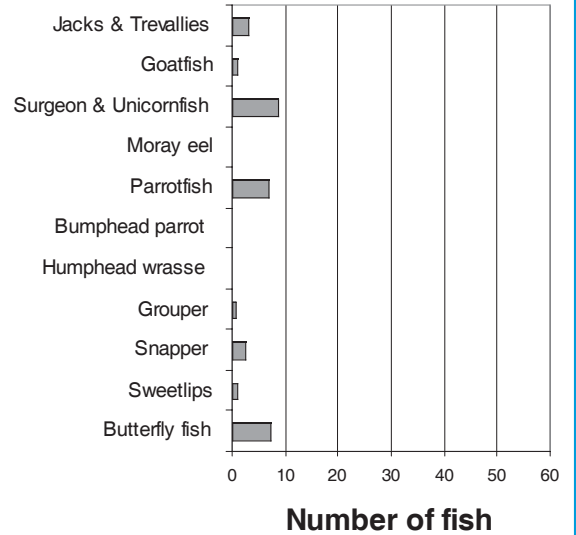 Jacks & Trevallies
Goatfish
Surgeon & Unicornfish
Moray eel
Parrotfish
Bumphead parrot
Humphead wrasse
Grouper
Snapper
Sweetlips
Butterfly fish
0 10 20 30 40 50 60
Number of fish